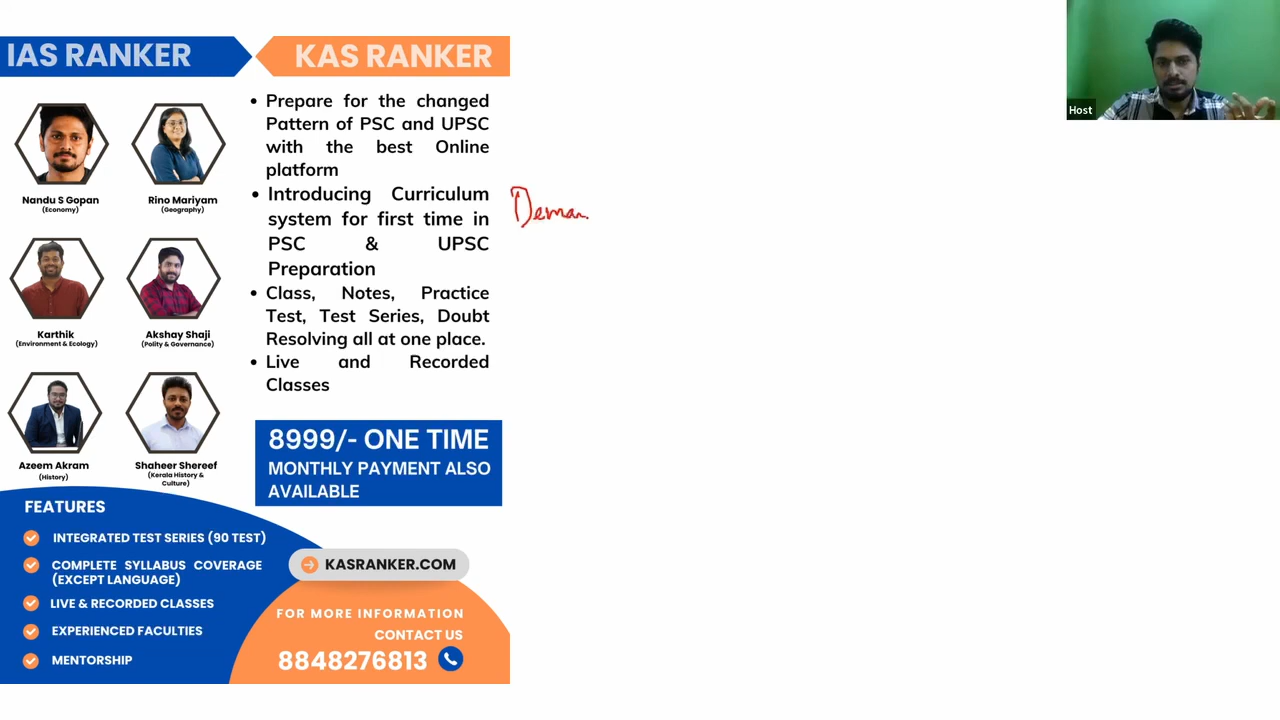 IAS RANKER
KAS RANKER
Nandu S Gopan
(Economy)
Rino Mariyam
(Geography)
Karthik
(Environment & Ecology)
Akshay Shaji
(Polity & Governance)
Azeem Akram
(History)
Shaheer Shereef
(Kerala History &
Culture)
• Prepare for the changed
Pattern of PSC and UPSC
with the best Online
platform
• Introducing Curriculum
system for first time in
PSC & UPSC
Preparation
• Class, Notes, Practice
Test, Test Series, Doubt
Resolving all at one place.
• Live and Recorded
Classes
Deman
8999/- ONE TIME
MONTHLY PAYMENT ALSO
AVAILABLE
FEATURES
INTEGRATED TEST SERIES (90 TEST)
COMPLETE SYLLABUS COVERAGE
(EXCEPT LANGUAGE)
LIVE & RECORDED CLASSES
EXPERIENCED FACULTIES
MENTORSHIP
KASRANKER.COM
FOR MORE INFORMATION
CONTACT US
8848276813
Host